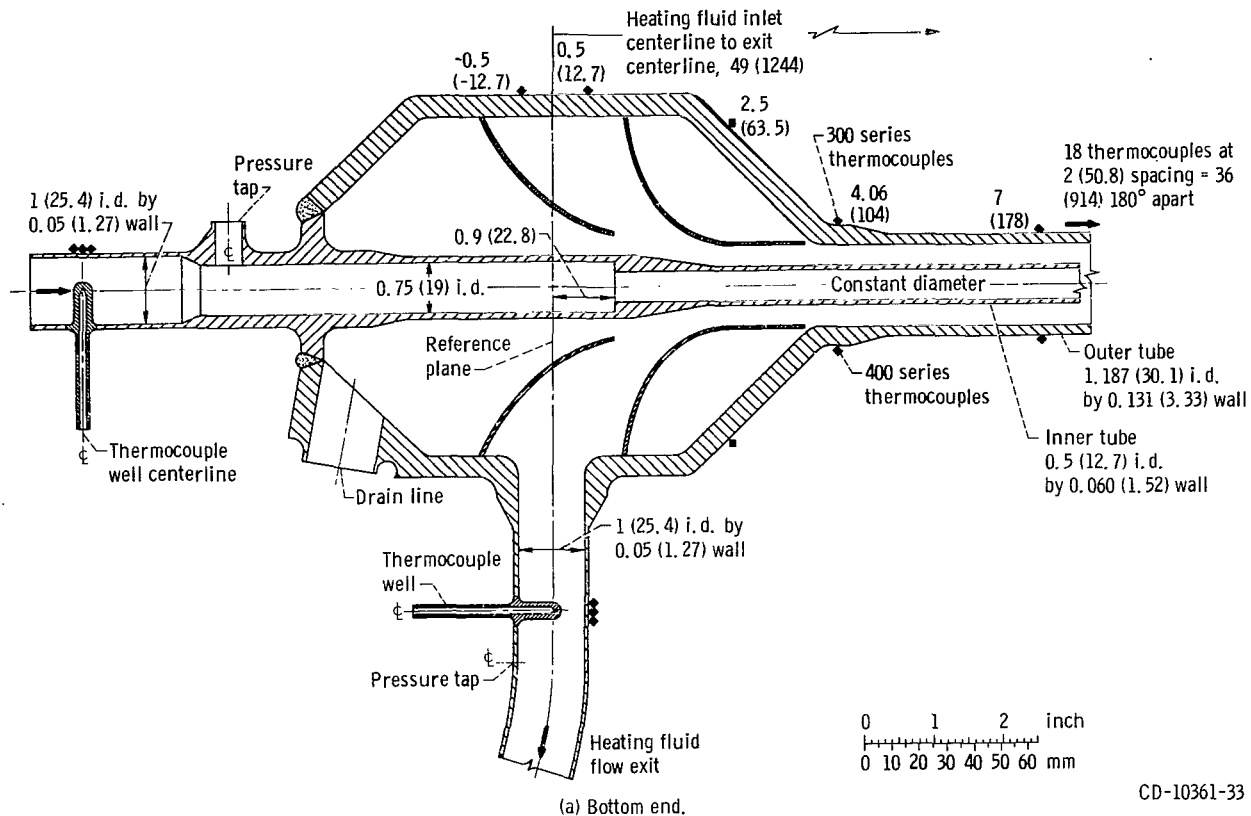 Heating fluid inlet
centerline to exit
centerline, 49 (1244)
-0.5
(-12.7)
0.5
(12.7)
2.5
(63.5)
300 series
thermocouples
4.06
(104)
7
(178)
18 thermocouples at
2 (50.8) spacing = 36
(914) 180° apart
Pressure
tap
1 (25.4) i.d. by
0.05 (1.27) wall
℄
0.9 (22.8)
0.75 (19) i.d.
Constant diameter
Reference
plane
400 series
thermocouples
Outer tube
1.187 (30.1) i.d.
by 0.131 (3.33) wall
Inner tube
0.5 (12.7) i.d.
by 0.060 (1.52) wall
Thermocouple
well centerline
℄
Drain line
1 (25.4) i.d. by
0.05 (1.27) wall
Thermocouple
well
℄
℄
Pressure tap
Heating fluid
flow exit
0 1 2 inch
0 10 20 30 40 50 60 mm
(a) Bottom end.
CD-10361-33